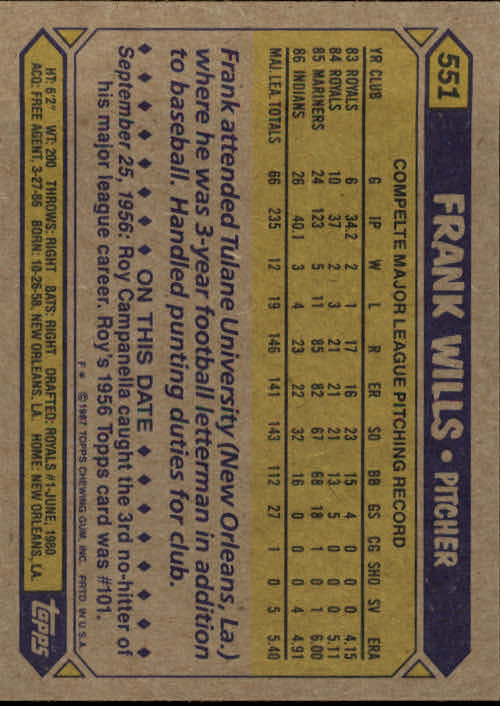 551
FRANK WILLS • PITCHER
COMPELTE MAJOR LEAGUE PITCHING RECORD
YR CLUB G IP W L R ER SO BB GS CG SHO SV ERA
83 ROYALS 6 34.2 2 1 17 16 23 15 4 0 0 0 4.15
84 ROYALS 10 37 2 3 21 21 21 13 5 0 0 0 5.11
85 MARINERS 24 123 5 11 85 82 67 68 18 1 0 1 6.00
86 INDIANS 26 40.1 3 4 23 22 32 16 0 0 0 4 4.91
MAJ. LEA. TOTALS 66 235 12 19 146 141 143 112 27 1 0 5 5.40
Frank attended Tulane University (New Orleans, La.)
where he was 3-year football letterman in addition
to baseball. Handled punting duties for club.
◆ ◆ ◆ ◆ ◆ ◆ ON THIS DATE ◆ ◆ ◆ ◆ ◆ ◆
September 25, 1956: Roy Campanella caught the 3rd no-hitter of
his major league career. Roy's 1956 Topps card was #101.
F* ©1987 TOPPS CHEWING GUM, INC. PRTD IN U.S.A.
HT: 6'2" WT: 200 THROWS: RIGHT BATS: RIGHT DRAFTED: ROYALS #1-JUNE, 1980
ACQ: FREE AGENT, 3-27-86 BORN: 10-26-58, NEW ORLEANS, LA. HOME: NEW ORLEANS, LA.
topps